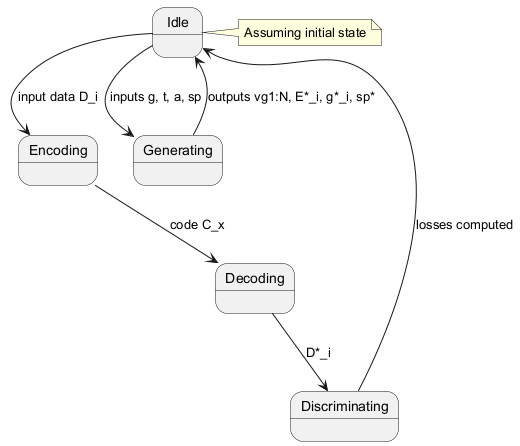 Idle
Assuming initial state
input data D_i
inputs g, t, a, sp
outputs vg1:N, E*_i, g*_i, sp*
Encoding
Generating
code C_x
losses computed
Decoding
D*_i
Discriminating